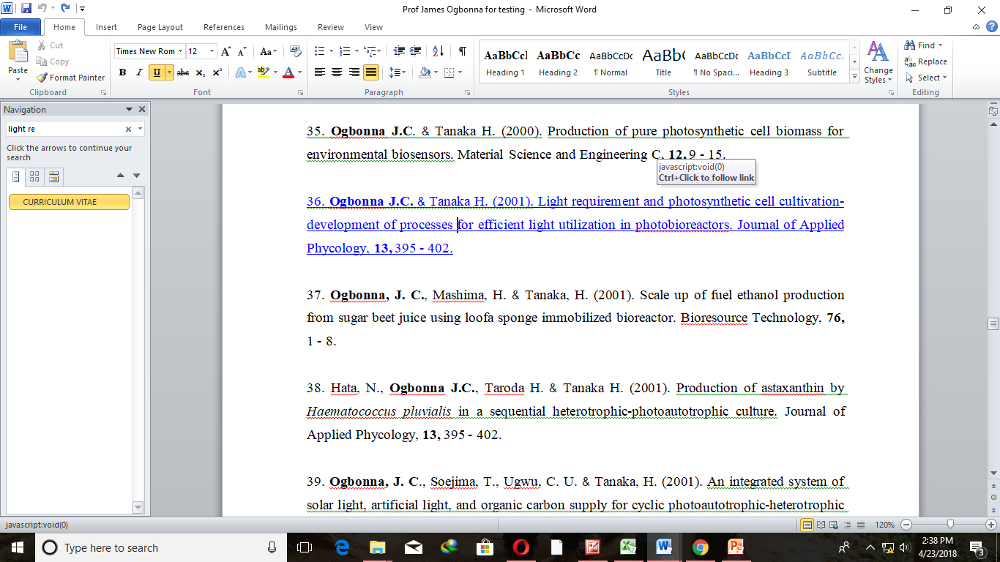 Prof James Ogbonna for testing - Microsoft Word
File Home Insert Page Layout References Mailings Review View
Paste
Cut
Copy
Format Painter
Clipboard
Times New Rom 12
Font
Paragraph
AaBbCcI AaBbCc AaBbCcDc AaBb( AaBbCcDc AaBbCcI AaBbCcL
Heading 1 Heading 2 ¶ Normal Title ¶ No Spaci... Heading 3 Subtitle
Styles
Change
Styles
Find
Replace
Select
Editing
Navigation
light re
Click the arrows to continue your
search
CURRICULUM VITAE
35. Ogbonna J.C. & Tanaka H. (2000). Production of pure photosynthetic cell biomass for
environmental biosensors. Material Science and Engineering C, 12, 9 - 15.
javascript:void(0)
Ctrl+Click to follow link
36. Ogbonna J.C. & Tanaka H. (2001). Light requirement and photosynthetic cell cultivation-
development of processes for efficient light utilization in photobioreactors. Journal of Applied
Phycology, 13, 395 - 402.
37. Ogbonna, J. C., Mashima, H. & Tanaka, H. (2001). Scale up of fuel ethanol production
from sugar beet juice using loofa sponge immobilized bioreactor. Bioresource Technology, 76,
1 - 8.
38. Hata, N., Ogbonna J.C., Taroda H. & Tanaka H. (2001). Production of astaxanthin by
Haematococcus pluvialis in a sequential heterotrophic-photoautotrophic culture. Journal of
Applied Phycology, 13, 395 - 402.
39. Ogbonna, J. C., Soejima, T., Ugwu, C. U. & Tanaka, H. (2001). An integrated system of
solar light, artificial light, and organic carbon supply for cyclic photoautotrophic-heterotrophic
javascript:void(0)
120%
Type here to search
2:38 PM
4/23/2018
3